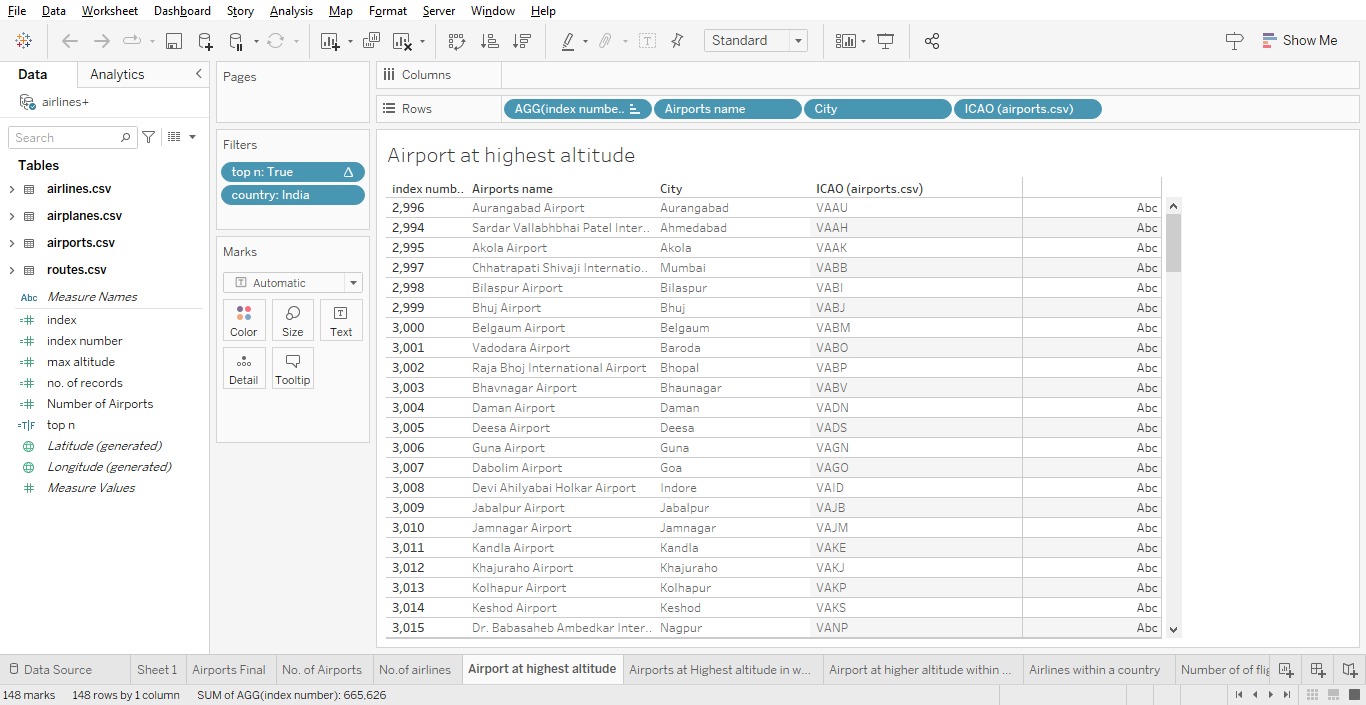 File Data Worksheet Dashboard Story Analysis Map Format Server Window Help
Standard
Show Me
Data Analytics
airlines+
Search
Tables
airlines.csv
airplanes.csv
airports.csv
routes.csv
Abc Measure Names
index
index number
max altitude
no. of records
Number of Airports
T|F top n
Latitude (generated)
Longitude (generated)
Measure Values
Pages
Filters
top n: True
country: India
Marks
Automatic
Color Size Text
Detail Tooltip
Columns
Rows AGG(index numbe.. Airports name City ICAO (airports.csv)
Airport at highest altitude
index numb.. Airports name City ICAO (airports.csv)
2,996 Aurangabad Airport Aurangabad VAAU Abc
2,994 Sardar Vallabhbhai Patel Inter.. Ahmedabad VAAH Abc
2,995 Akola Airport Akola VAAK Abc
2,997 Chhatrapati Shivaji Internatio.. Mumbai VABB Abc
2,998 Bilaspur Airport Bilaspur VABI Abc
2,999 Bhuj Airport Bhuj VABJ Abc
3,000 Belgaum Airport Belgaum VABM Abc
3,001 Vadodara Airport Baroda VABO Abc
3,002 Raja Bhoj International Airport Bhopal VABP Abc
3,003 Bhavnagar Airport Bhaunagar VABV Abc
3,004 Daman Airport Daman VADN Abc
3,005 Deesa Airport Deesa VADS Abc
3,006 Guna Airport Guna VAGN Abc
3,007 Dabolim Airport Goa VAGO Abc
3,008 Devi Ahilyabai Holkar Airport Indore VAID Abc
3,009 Jabalpur Airport Jabalpur VAJB Abc
3,010 Jamnagar Airport Jamnagar VAJM Abc
3,011 Kandla Airport Kandla VAKE Abc
3,012 Khajuraho Airport Khajuraho VAKJ Abc
3,013 Kolhapur Airport Kolhapur VAKP Abc
3,014 Keshod Airport Keshod VAKS Abc
3,015 Dr. Babasaheb Ambedkar Inter.. Nagpur VANP Abc
Data Source Sheet 1 Airports Final No. of Airports No.of airlines Airport at highest altitude Airports at Highest altitude in w... Airport at higher altitude within ... Airlines within a country Number of of flig
148 marks 148 rows by 1 column SUM of AGG(index number): 665,626